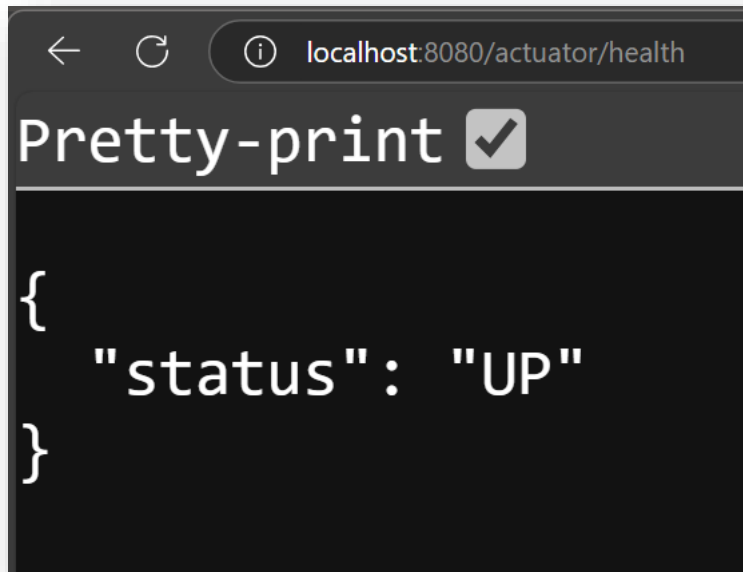 localhost:8080/actuator/health
Pretty-print
{
  "status": "UP"
}